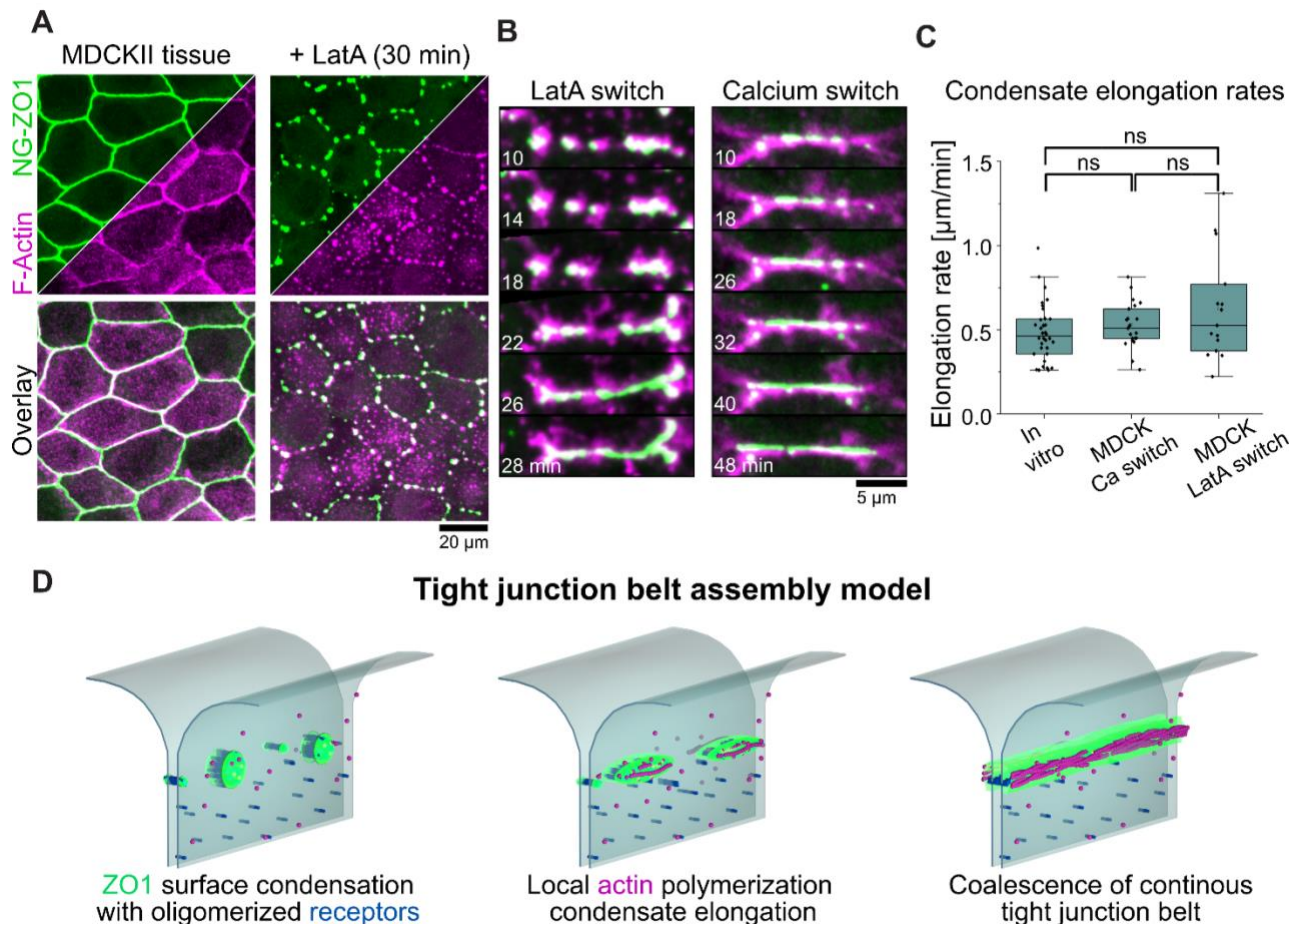 A
MDCKII tissue
+ LatA (30 min)
NG-ZO1
F-Actin
Overlay
20 µm
B
LatA switch
Calcium switch
10
14
18
22
26
28 min
10
18
26
32
40
48 min
5 µm
C
Condensate elongation rates
ns
ns
ns
Elongation rate [µm/min]
1.5
1.0
0.5
0.0
In
vitro
MDCK
Ca switch
MDCK
LatA switch
D
Tight junction belt assembly model
ZO1 surface condensation
with oligomerized receptors
Local actin polymerization
condensate elongation
Coalescence of continous
tight junction belt